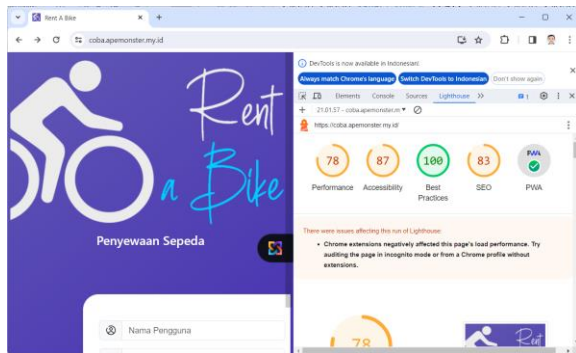 Rent A Bike
coba.apemonster.my.id
DevTools is now available in Indonesian!
Always match Chrome's language
Switch DevTools to Indonesian
Don't show again
Elements
Console
Sources
Lighthouse
1
21.01.57 - coba.apemonster.m
https://coba.apemonster.my.id/
78
87
100
83
PWA
Performance
Accessibility
Best
Practices
SEO
PWA
There were issues affecting this run of Lighthouse:
Chrome extensions negatively affected this page's load performance. Try
auditing the page in incognito mode or from a Chrome profile without
extensions.
78
Rent
Rent
a Bike
Penyewaan Sepeda
Nama Pengguna